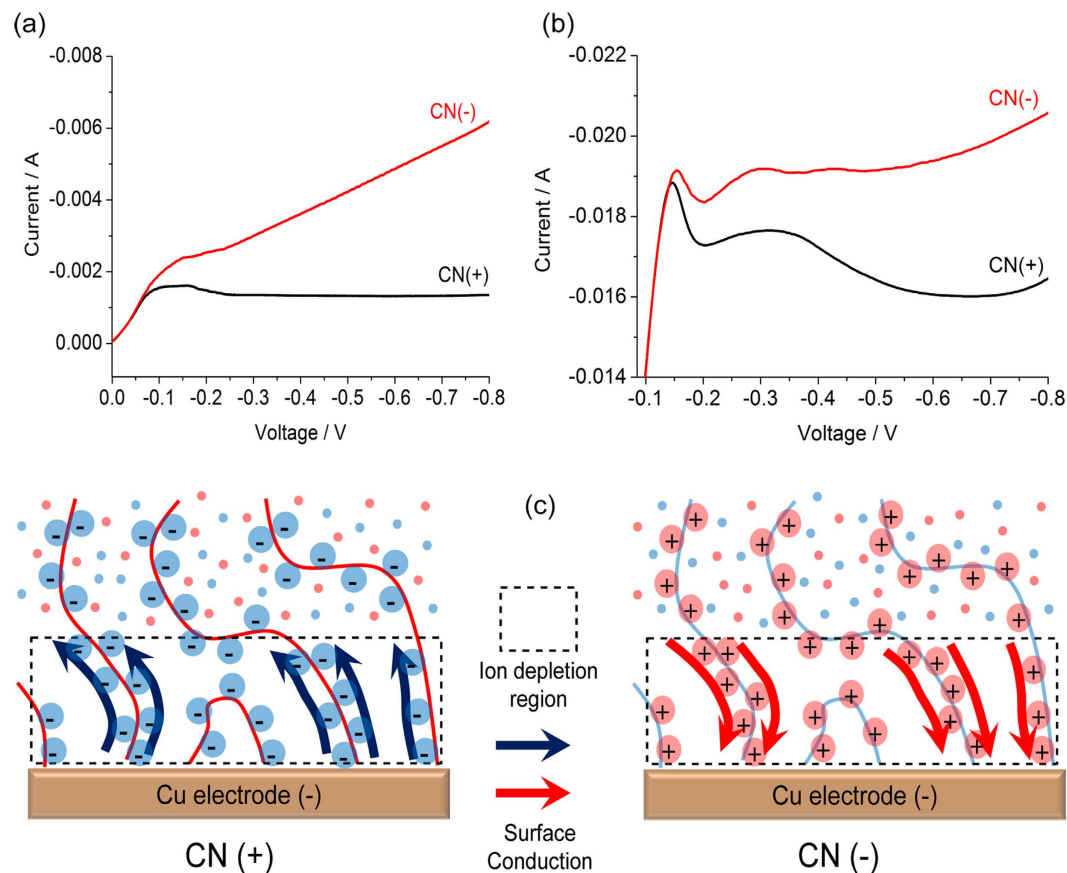 (a)
-0.008
-0.006
-0.004
-0.002
0.000
Current / A
CN(-)
CN(+)
0.0 -0.1 -0.2 -0.3 -0.4 -0.5 -0.6 -0.7 -0.8
Voltage / V
(b)
-0.022
-0.020
-0.018
-0.016
-0.014
Current / A
CN(-)
CN(+)
-0.1 -0.2 -0.3 -0.4 -0.5 -0.6 -0.7 -0.8
Voltage / V
(c)
Ion depletion
region
Surface
Conduction
Cu electrode (-)
CN (+)
Cu electrode (-)
CN (-)